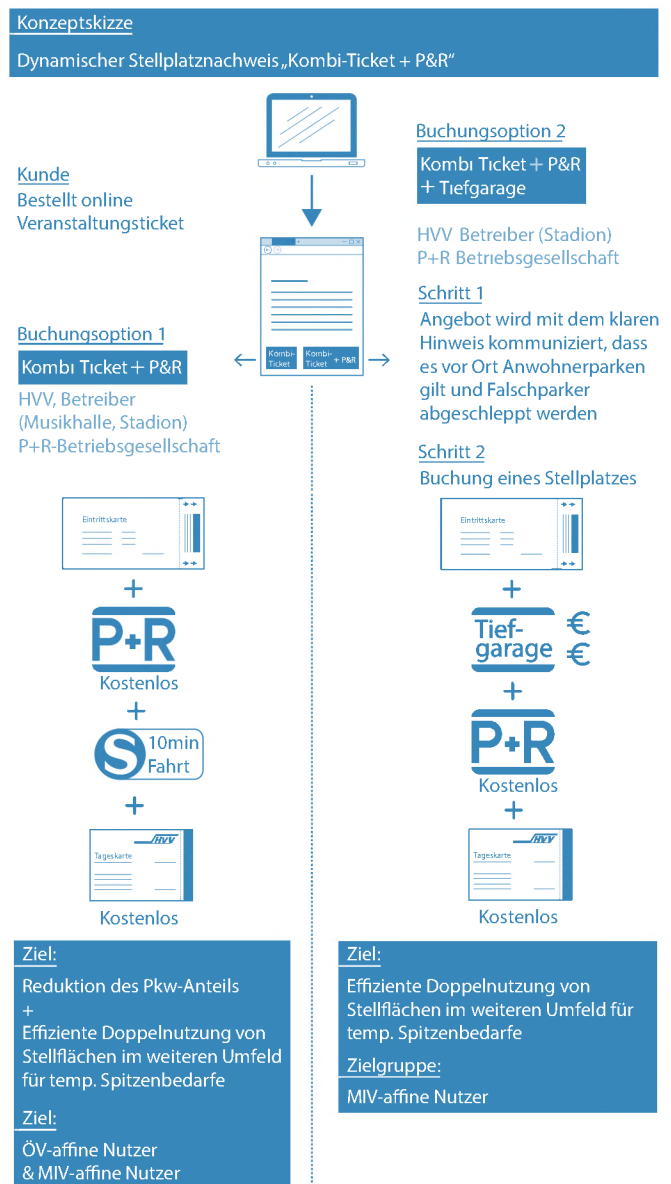 Konzeptskizze
Dynamischer Stellplatznachweis „Kombi-Ticket + P&R“
Kunde
Bestellt online
Veranstaltungsticket
Kombi-
Ticket
Kombi-
Ticket + P&R
Buchungsoption 1
Kombi Ticket + P&R
HVV, Betreiber
(Musikhalle, Stadion)
P+R-Betriebsgesellschaft
Eintrittskarte
+
P+R
Kostenlos
+
S 10min
Fahrt
+
HVV
Tageskarte
Kostenlos
Ziel:
Reduktion des Pkw-Anteils
+
Effiziente Doppelnutzung von
Stellflächen im weiteren Umfeld
für temp. Spitzenbedarfe
Ziel:
ÖV-affine Nutzer
& MIV-affine Nutzer
Buchungsoption 2
Kombi Ticket + P&R
+ Tiefgarage
HVV Betreiber (Stadion)
P+R Betriebsgesellschaft
Schritt 1
Angebot wird mit dem klaren
Hinweis kommuniziert, dass
es vor Ort Anwohnerparken
gilt und Falschparker
abgeschleppt werden
Schritt 2
Buchung eines Stellplatzes
Eintrittskarte
+
Tief- €
garage €
+
P+R
Kostenlos
+
HVV
Tageskarte
Kostenlos
Ziel:
Effiziente Doppelnutzung von
Stellflächen im weiteren Umfeld für
temp. Spitzenbedarfe
Zielgruppe:
MIV-affine Nutzer